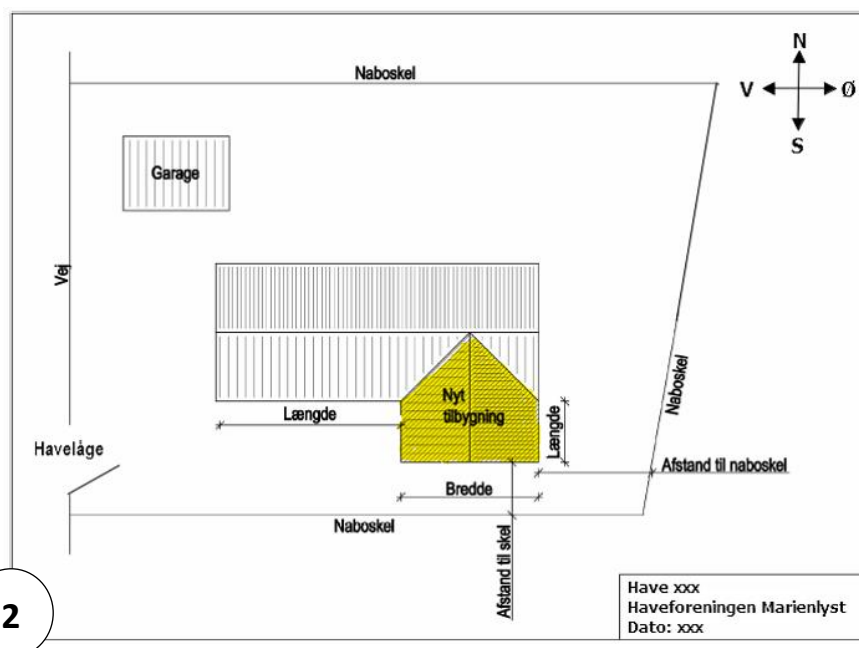 N
V
Ø
S
Naboskel
Garage
Vej
Nyt
tilbygning
Længde
Længde
Naboskel
Havelåge
Afstand til naboskel
Bredde
Naboskel
Afstand til skel
2
Have xxx
Haveforeningen Marienlyst
Dato: xxx